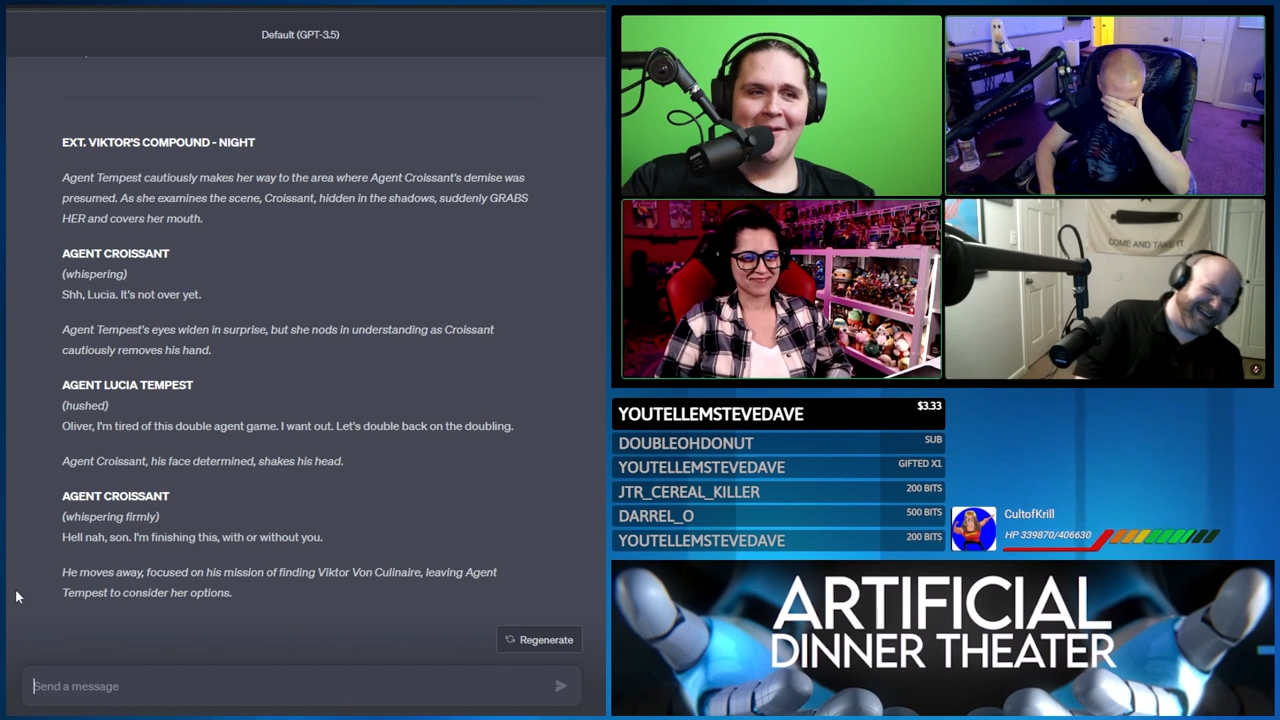 Default (GPT-3.5)
EXT. VIKTOR'S COMPOUND - NIGHT
Agent Tempest cautiously makes her way to the area where Agent Croissant's demise was
presumed. As she examines the scene, Croissant, hidden in the shadows, suddenly GRABS
HER and covers her mouth.
AGENT CROISSANT
(whispering)
Shh, Lucia. It's not over yet.
Agent Tempest's eyes widen in surprise, but she nods in understanding as Croissant
cautiously removes his hand.
AGENT LUCIA TEMPEST
(hushed)
Oliver, I'm tired of this double agent game. I want out. Let's double back on the doubling.
Agent Croissant, his face determined, shakes his head.
AGENT CROISSANT
(whispering firmly)
Hell nah, son. I'm finishing this, with or without you.
He moves away, focused on his mission of finding Viktor Von Culinaire, leaving Agent
Tempest to consider her options.
Regenerate
Send a message
COME AND TAKE IT
YOUTELLEMSTEVEDAVE $3.33
DOUBLEOHDONUT SUB
YOUTELLEMSTEVEDAVE GIFTED X1
JTR_CEREAL_KILLER 200 BITS
DARREL_O 500 BITS
YOUTELLEMSTEVEDAVE 200 BITS
CultofKrill
HP 339870/406630
ARTIFICIAL
DINNER THEATER